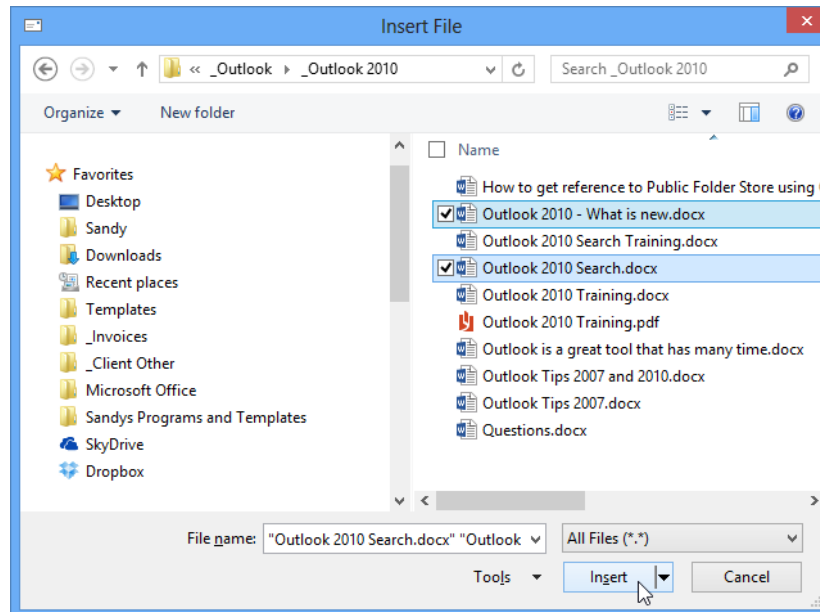 Insert File
« _Outlook _Outlook 2010
Search _Outlook 2010
Organize
New folder
Favorites
Desktop
Sandy
Downloads
Recent places
Templates
_Invoices
_Client Other
Microsoft Office
Sandys Programs and Templates
SkyDrive
Dropbox
Name
How to get reference to Public Folder Store using
Outlook 2010 - What is new.docx
Outlook 2010 Search Training.docx
Outlook 2010 Search.docx
Outlook 2010 Training.docx
Outlook 2010 Training.pdf
Outlook is a great tool that has many time.docx
Outlook Tips 2007 and 2010.docx
Outlook Tips 2007.docx
Questions.docx
File name: "Outlook 2010 Search.docx" "Outlook
All Files (*.*)
Tools
Insert
Cancel